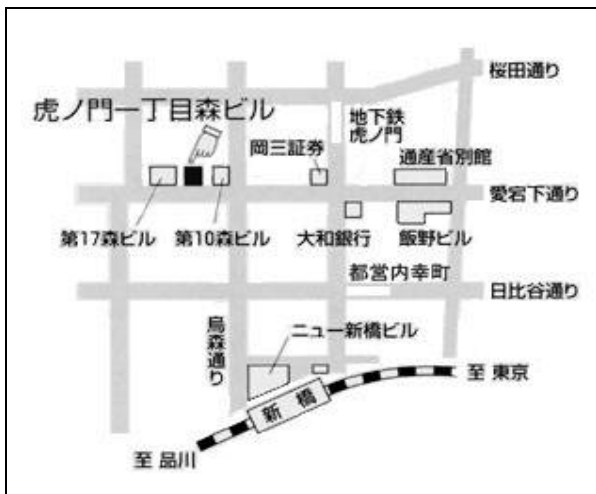 桜田通り
虎ノ門一丁目森ビル
地下鉄
虎ノ門
岡三証券
通産省別館
愛宕下通り
第17森ビル
第10森ビル
大和銀行
飯野ビル
都営内幸町
日比谷通り
烏森通り
ニュー新橋ビル
至 東京
新橋
至 品川